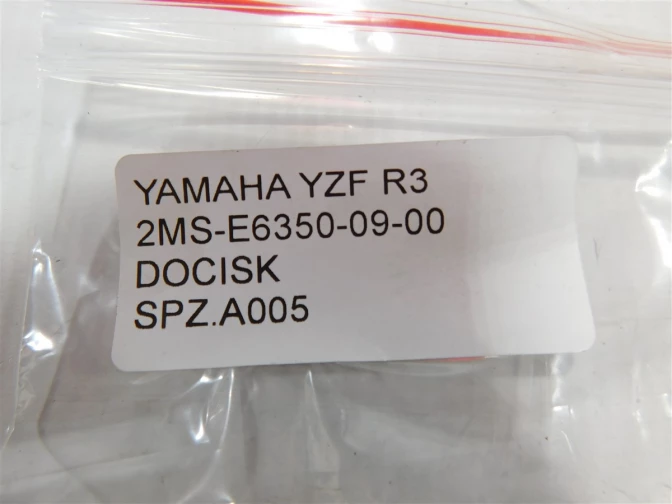 YAMAHA YZF R3
2MS-E6350-09-00
DOCISK
SPZ.A005